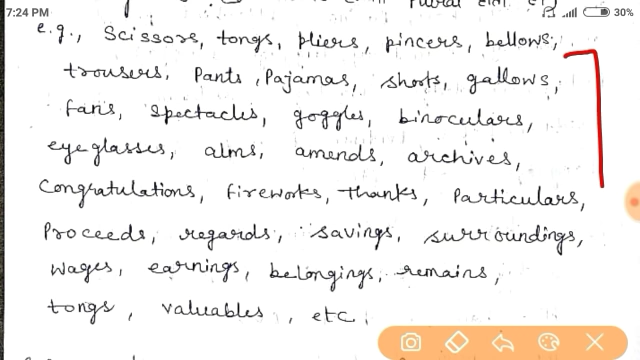 7:24 PM 30%
e.g., Scissors, tongs, pliers, pincers, bellows,
trousers, Pants, Pajamas, shorts, gallows,
fans, spectacles, goggles, binoculars,
eyeglasses, alms, amends, archives,
Congratulations, fireworks, thanks, Particulars,
Proceeds, regards, savings, surroundings,
wages, earnings, belongings, remains,
tongs, valuables, etc.